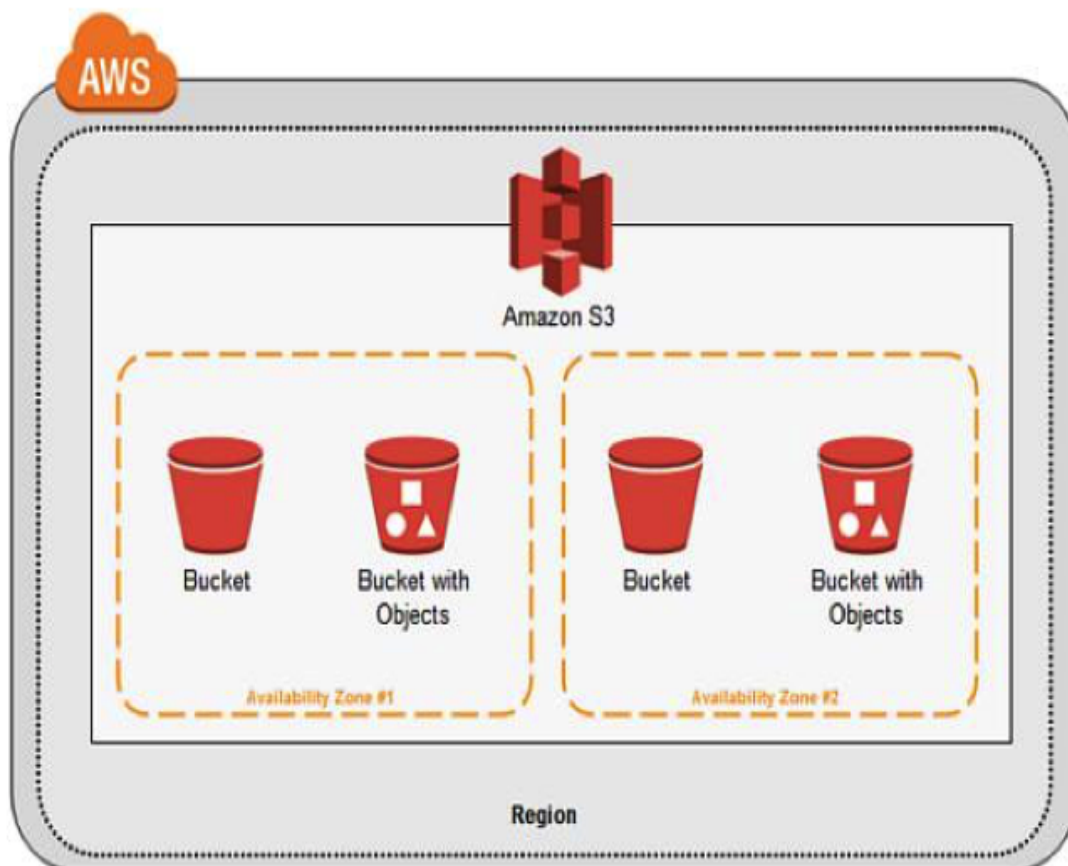 AWS
Amazon S3
Bucket
Bucket with
Objects
Availability Zone #1
Bucket
Bucket with
Objects
Availability Zone #2
Region